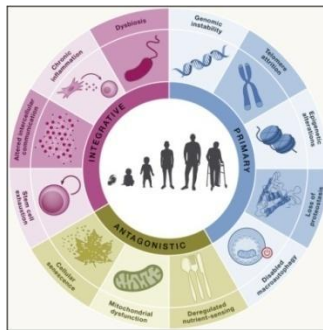 Dysbiosis
Genomic
instability
Telomere
attrition
Epigenetic
alterations
Loss of
proteostasis
Disabled
macroautophagy
Deregulated
nutrient-sensing
Mitochondrial
dysfunction
Cellular
senescence
Stem cell
exhaustion
Altered intercellular
communication
Chronic
inflammation
INTEGRATIVE
PRIMARY
ANTAGONISTIC